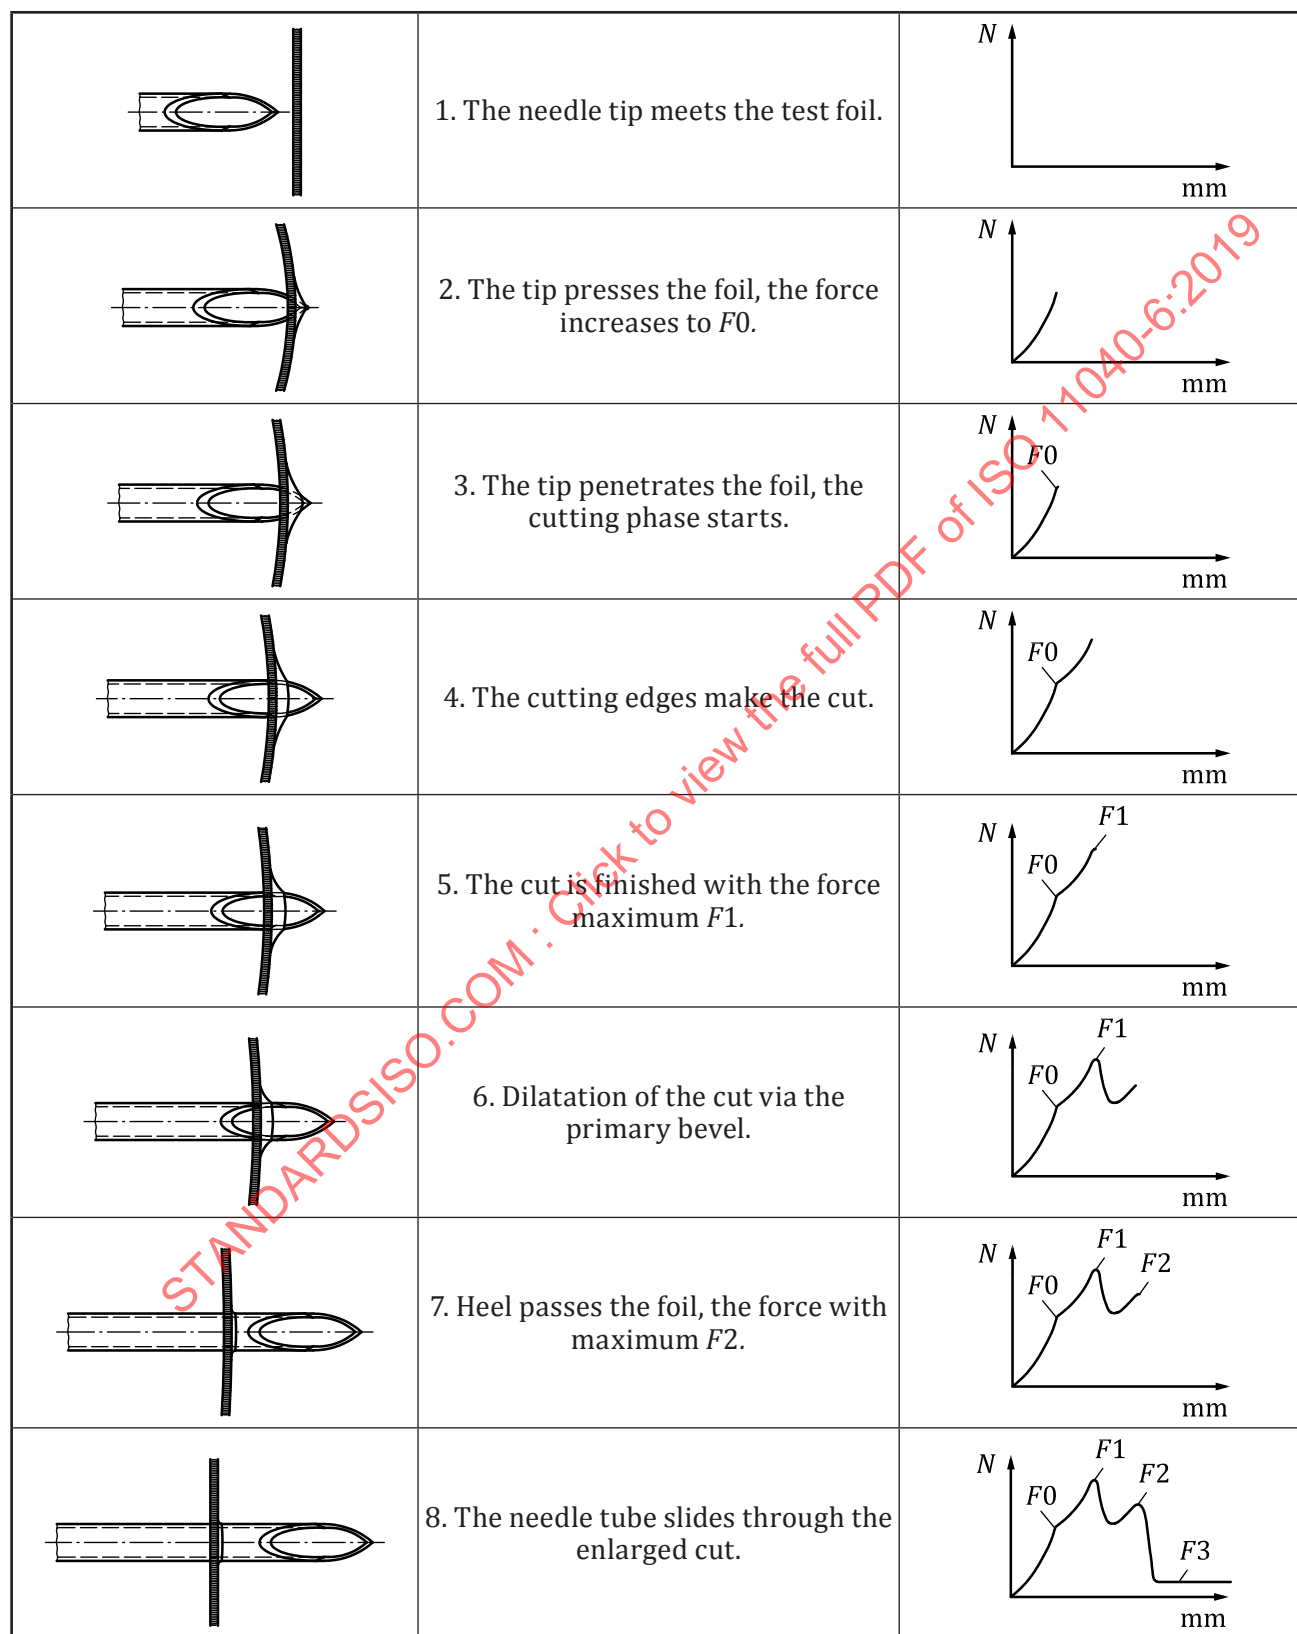 N
1. The needle tip meets the test foil.
mm
N
2. The tip presses the foil, the force
increases to F0.
mm
N
F0
3. The tip penetrates the foil, the
cutting phase starts.
mm
N
F0
4. The cutting edges make the cut.
mm
F1
N
F0
5. The cut is finished with the force
maximum F1.
mm
F1
N
F0
6. Dilatation of the cut via the
primary bevel.
mm
F1
N
F2
F0
7. Heel passes the foil, the force with
maximum F2.
mm
F1
N
F2
F0
8. The needle tube slides through the
enlarged cut.
F3
mm
STANDARDSISO.COM : Click to view the full PDF of ISO 11040-6:2019